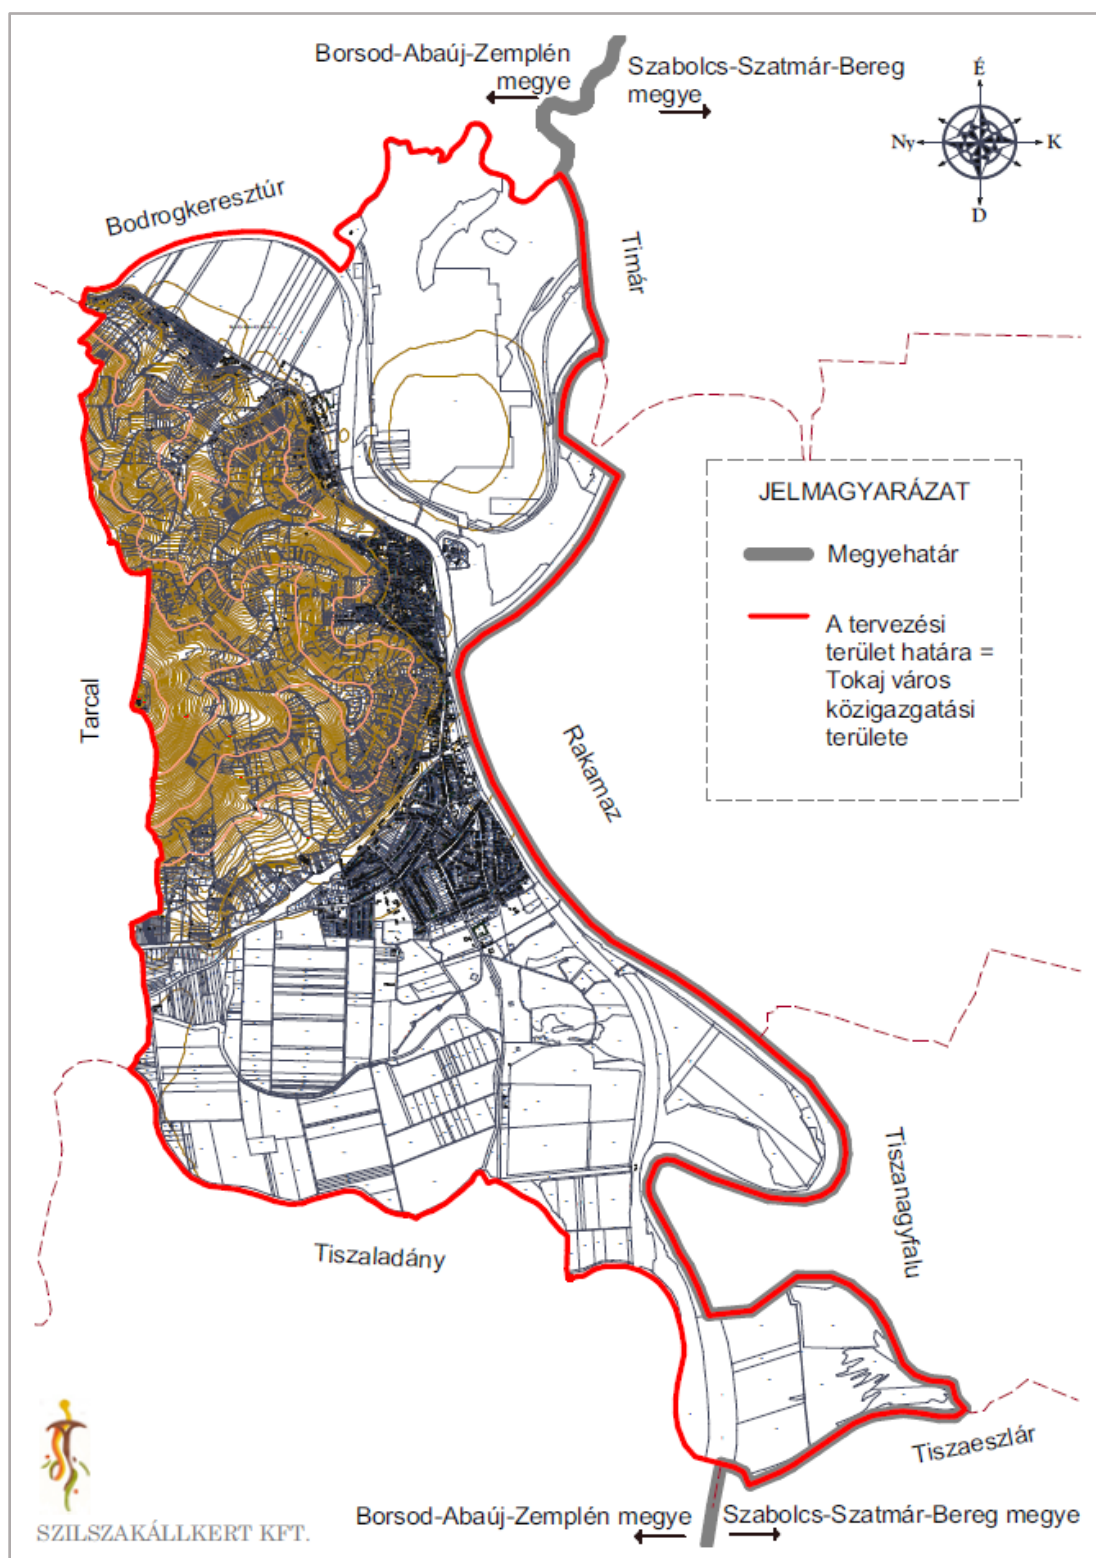 Borsod-Abaúj-Zemplén
megye
Szabolcs-Szatmár-Bereg
megye
É
Ny
K
D
Bodrogkeresztúr
Timár
JELMAGYARÁZAT
Megyehatár
A tervezési
terület határa =
Tokaj város
közigazgatási
területe
Tarcal
Rakamaz
Tiszanagyfalu
Tiszaladány
Tiszaeszlár
SZILSZAKÁLLKERT KFT.
Borsod-Abaúj-Zemplén megye
Szabolcs-Szatmár-Bereg megye